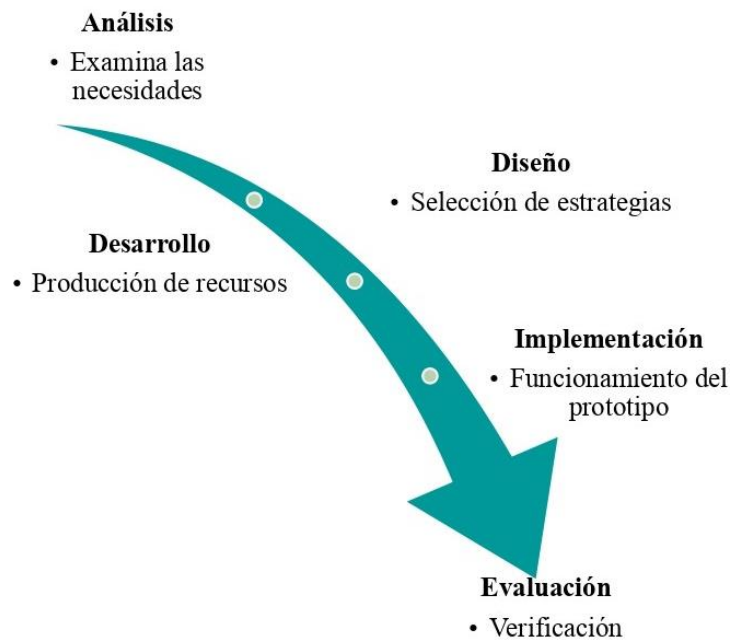 Análisis
• Examina las
necesidades
Diseño
• Selección de estrategias
Desarrollo
• Producción de recursos
Implementación
• Funcionamiento del
prototipo
Evaluación
• Verificación